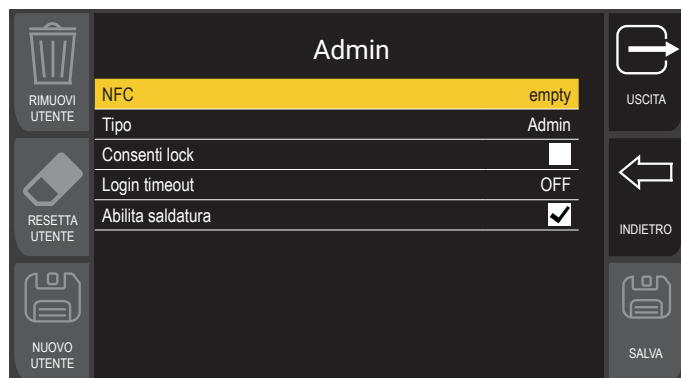 Admin
RIMUOVI
UTENTE
NFC empty
Tipo Admin
Consenti lock
Login timeout OFF
Abilita saldatura
RESETTA
UTENTE
NUOVO
UTENTE
USCITA
INDIETRO
SALVA